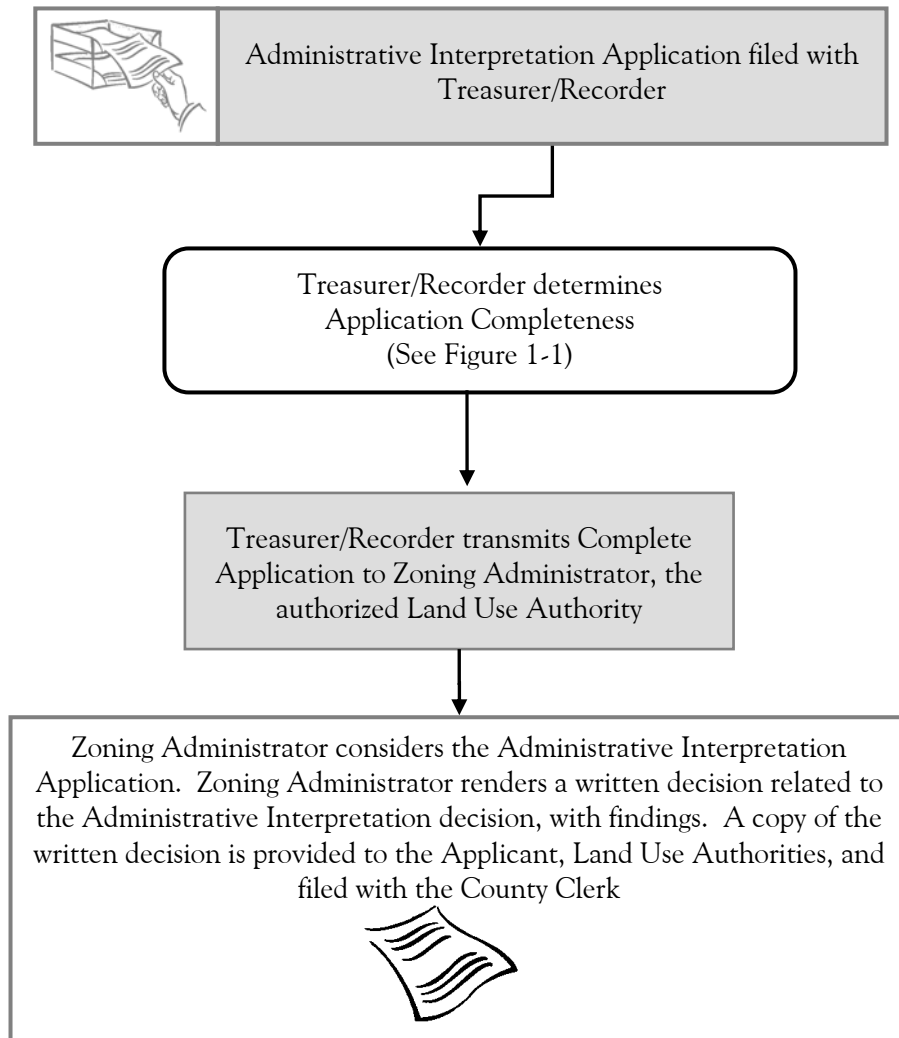 Administrative Interpretation Application filed with
Treasurer/Recorder
Treasurer/Recorder determines
Application Completeness
(See Figure 1-1)
Treasurer/Recorder transmits Complete
Application to Zoning Administrator, the
authorized Land Use Authority
Zoning Administrator considers the Administrative Interpretation
Application.  Zoning Administrator renders a written decision related to
the Administrative Interpretation decision, with findings.  A copy of the
written decision is provided to the Applicant, Land Use Authorities, and
filed with the County Clerk